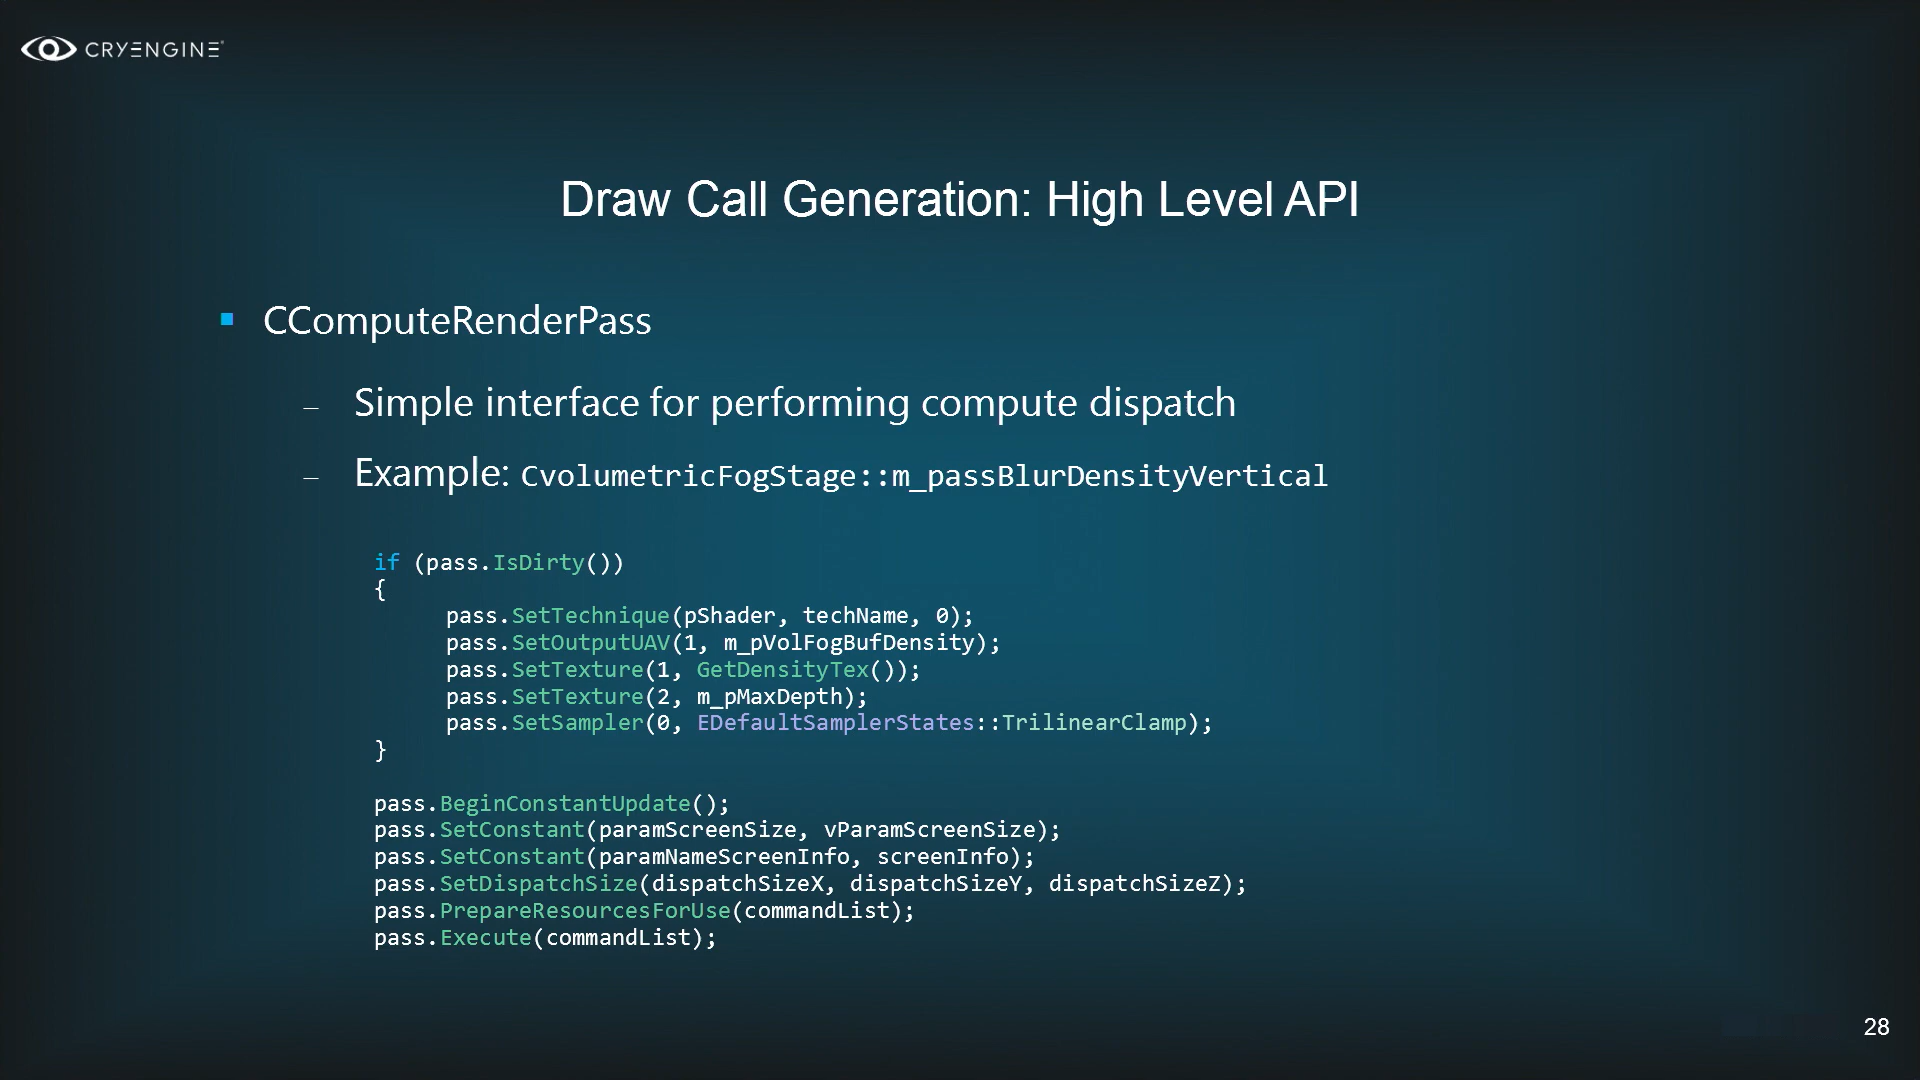 CRYENGINE
Draw Call Generation: High Level API
▪ CComputeRenderPass
– Simple interface for performing compute dispatch
– Example: CvolumetricFogStage::m_passBlurDensityVertical
if (pass.IsDirty())
{
pass.SetTechnique(pShader, techName, 0);
pass.SetOutputUAV(1, m_pVolFogBufDensity);
pass.SetTexture(1, GetDensityTex());
pass.SetTexture(2, m_pMaxDepth);
pass.SetSampler(0, EDefaultSamplerStates::TrilinearClamp);
}
pass.BeginConstantUpdate();
pass.SetConstant(paramScreenSize, vParamScreenSize);
pass.SetConstant(paramNameScreenInfo, screenInfo);
pass.SetDispatchSize(dispatchSizeX, dispatchSizeY, dispatchSizeZ);
pass.PrepareResourcesForUse(commandList);
pass.Execute(commandList);
28